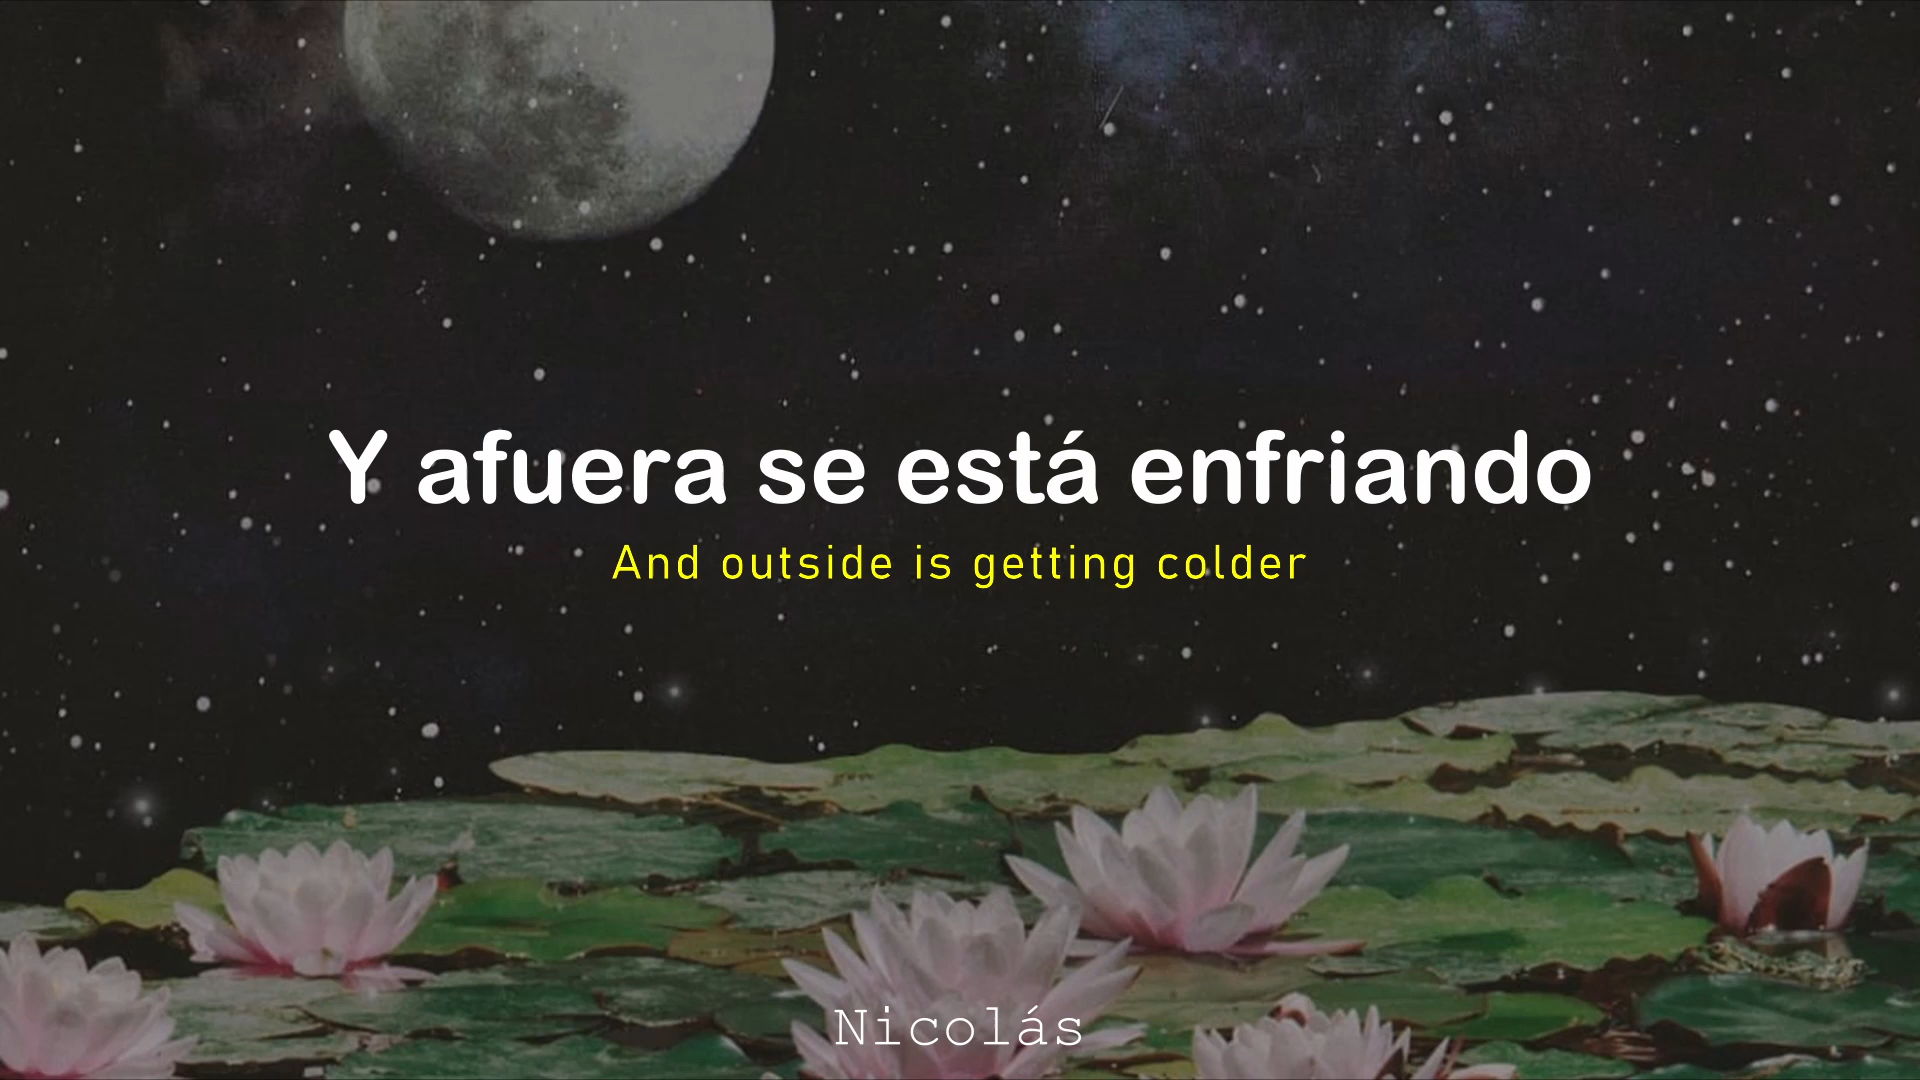 Y afuera se está enfriando
And outside is getting colder
Nicolás